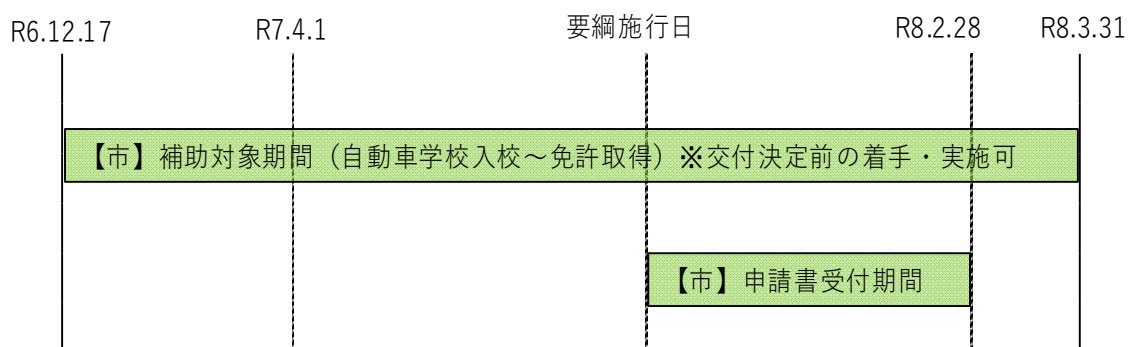 R6.12.17 R7.4.1 要綱施行日 R8.2.28 R8.3.31
【市】補助対象期間（自動車学校入校～免許取得）※交付決定前の着手・実施可
【市】申請書受付期間